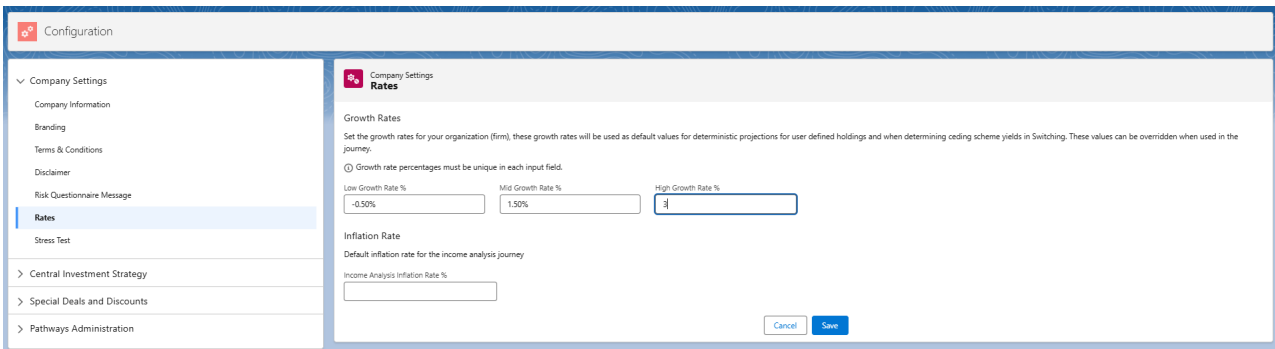 Configuration
Company Settings
Company Information
Branding
Terms & Conditions
Disclaimer
Risk Questionnaire Message
Rates
Stress Test
Central Investment Strategy
Special Deals and Discounts
Pathways Administration
Company Settings
Rates
Growth Rates
Set the growth rates for your organization (firm), these growth rates will be used as default values for deterministic projections for user defined holdings and when determining ceding scheme yields in Switching. These values can be overridden when used in the
journey.
Growth rate percentages must be unique in each input field.
Low Growth Rate % Mid Growth Rate % High Growth Rate %
-0.50% 1.50% 3
Inflation Rate
Default inflation rate for the income analysis journey
Income Analysis Inflation Rate %
Cancel Save